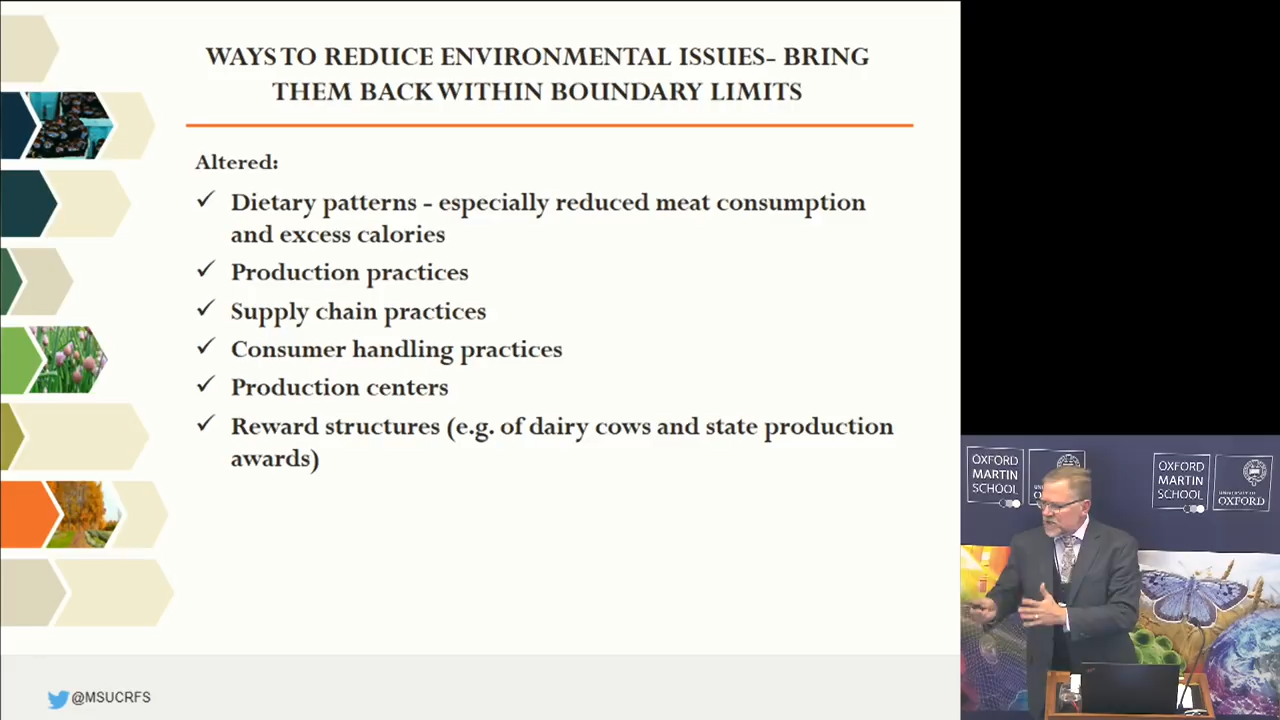 WAYS TO REDUCE ENVIRONMENTAL ISSUES- BRING
THEM BACK WITHIN BOUNDARY LIMITS
Altered:
✓ Dietary patterns - especially reduced meat consumption
and excess calories
✓ Production practices
✓ Supply chain practices
✓ Consumer handling practices
✓ Production centers
✓ Reward structures (e.g. of dairy cows and state production
awards)
@MSUCRFS
OXFORD
MARTIN
SCHOOL
OXFORD
MARTIN
SCHOOL
UNIVERSITY OF
OXFORD